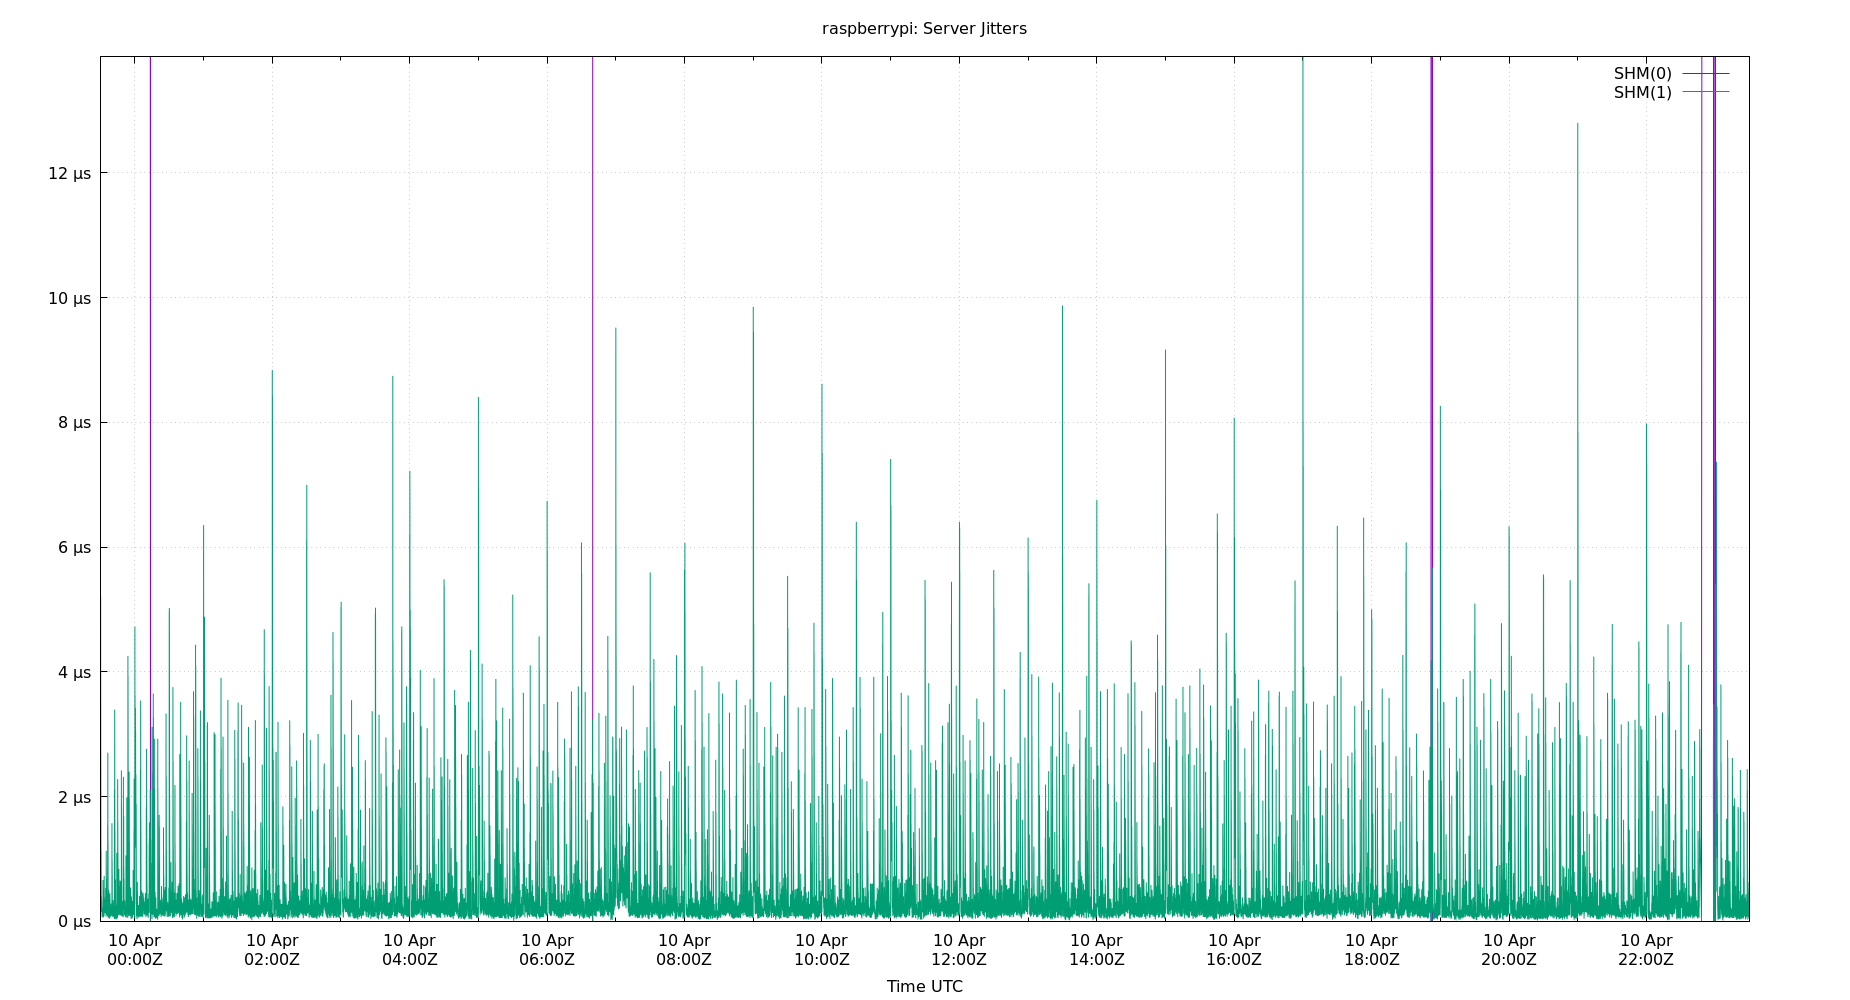 raspberrypi: Server Jitters
SHM(0)
SHM(1)
12 µs
10 µs
8 µs
6 µs
4 µs
2 µs
0 µs
10 Apr 10 Apr 10 Apr 10 Apr 10 Apr 10 Apr 10 Apr 10 Apr 10 Apr 10 Apr 10 Apr 10 Apr
00:00Z 02:00Z 04:00Z 06:00Z 08:00Z 10:00Z 12:00Z 14:00Z 16:00Z 18:00Z 20:00Z 22:00Z
Time UTC